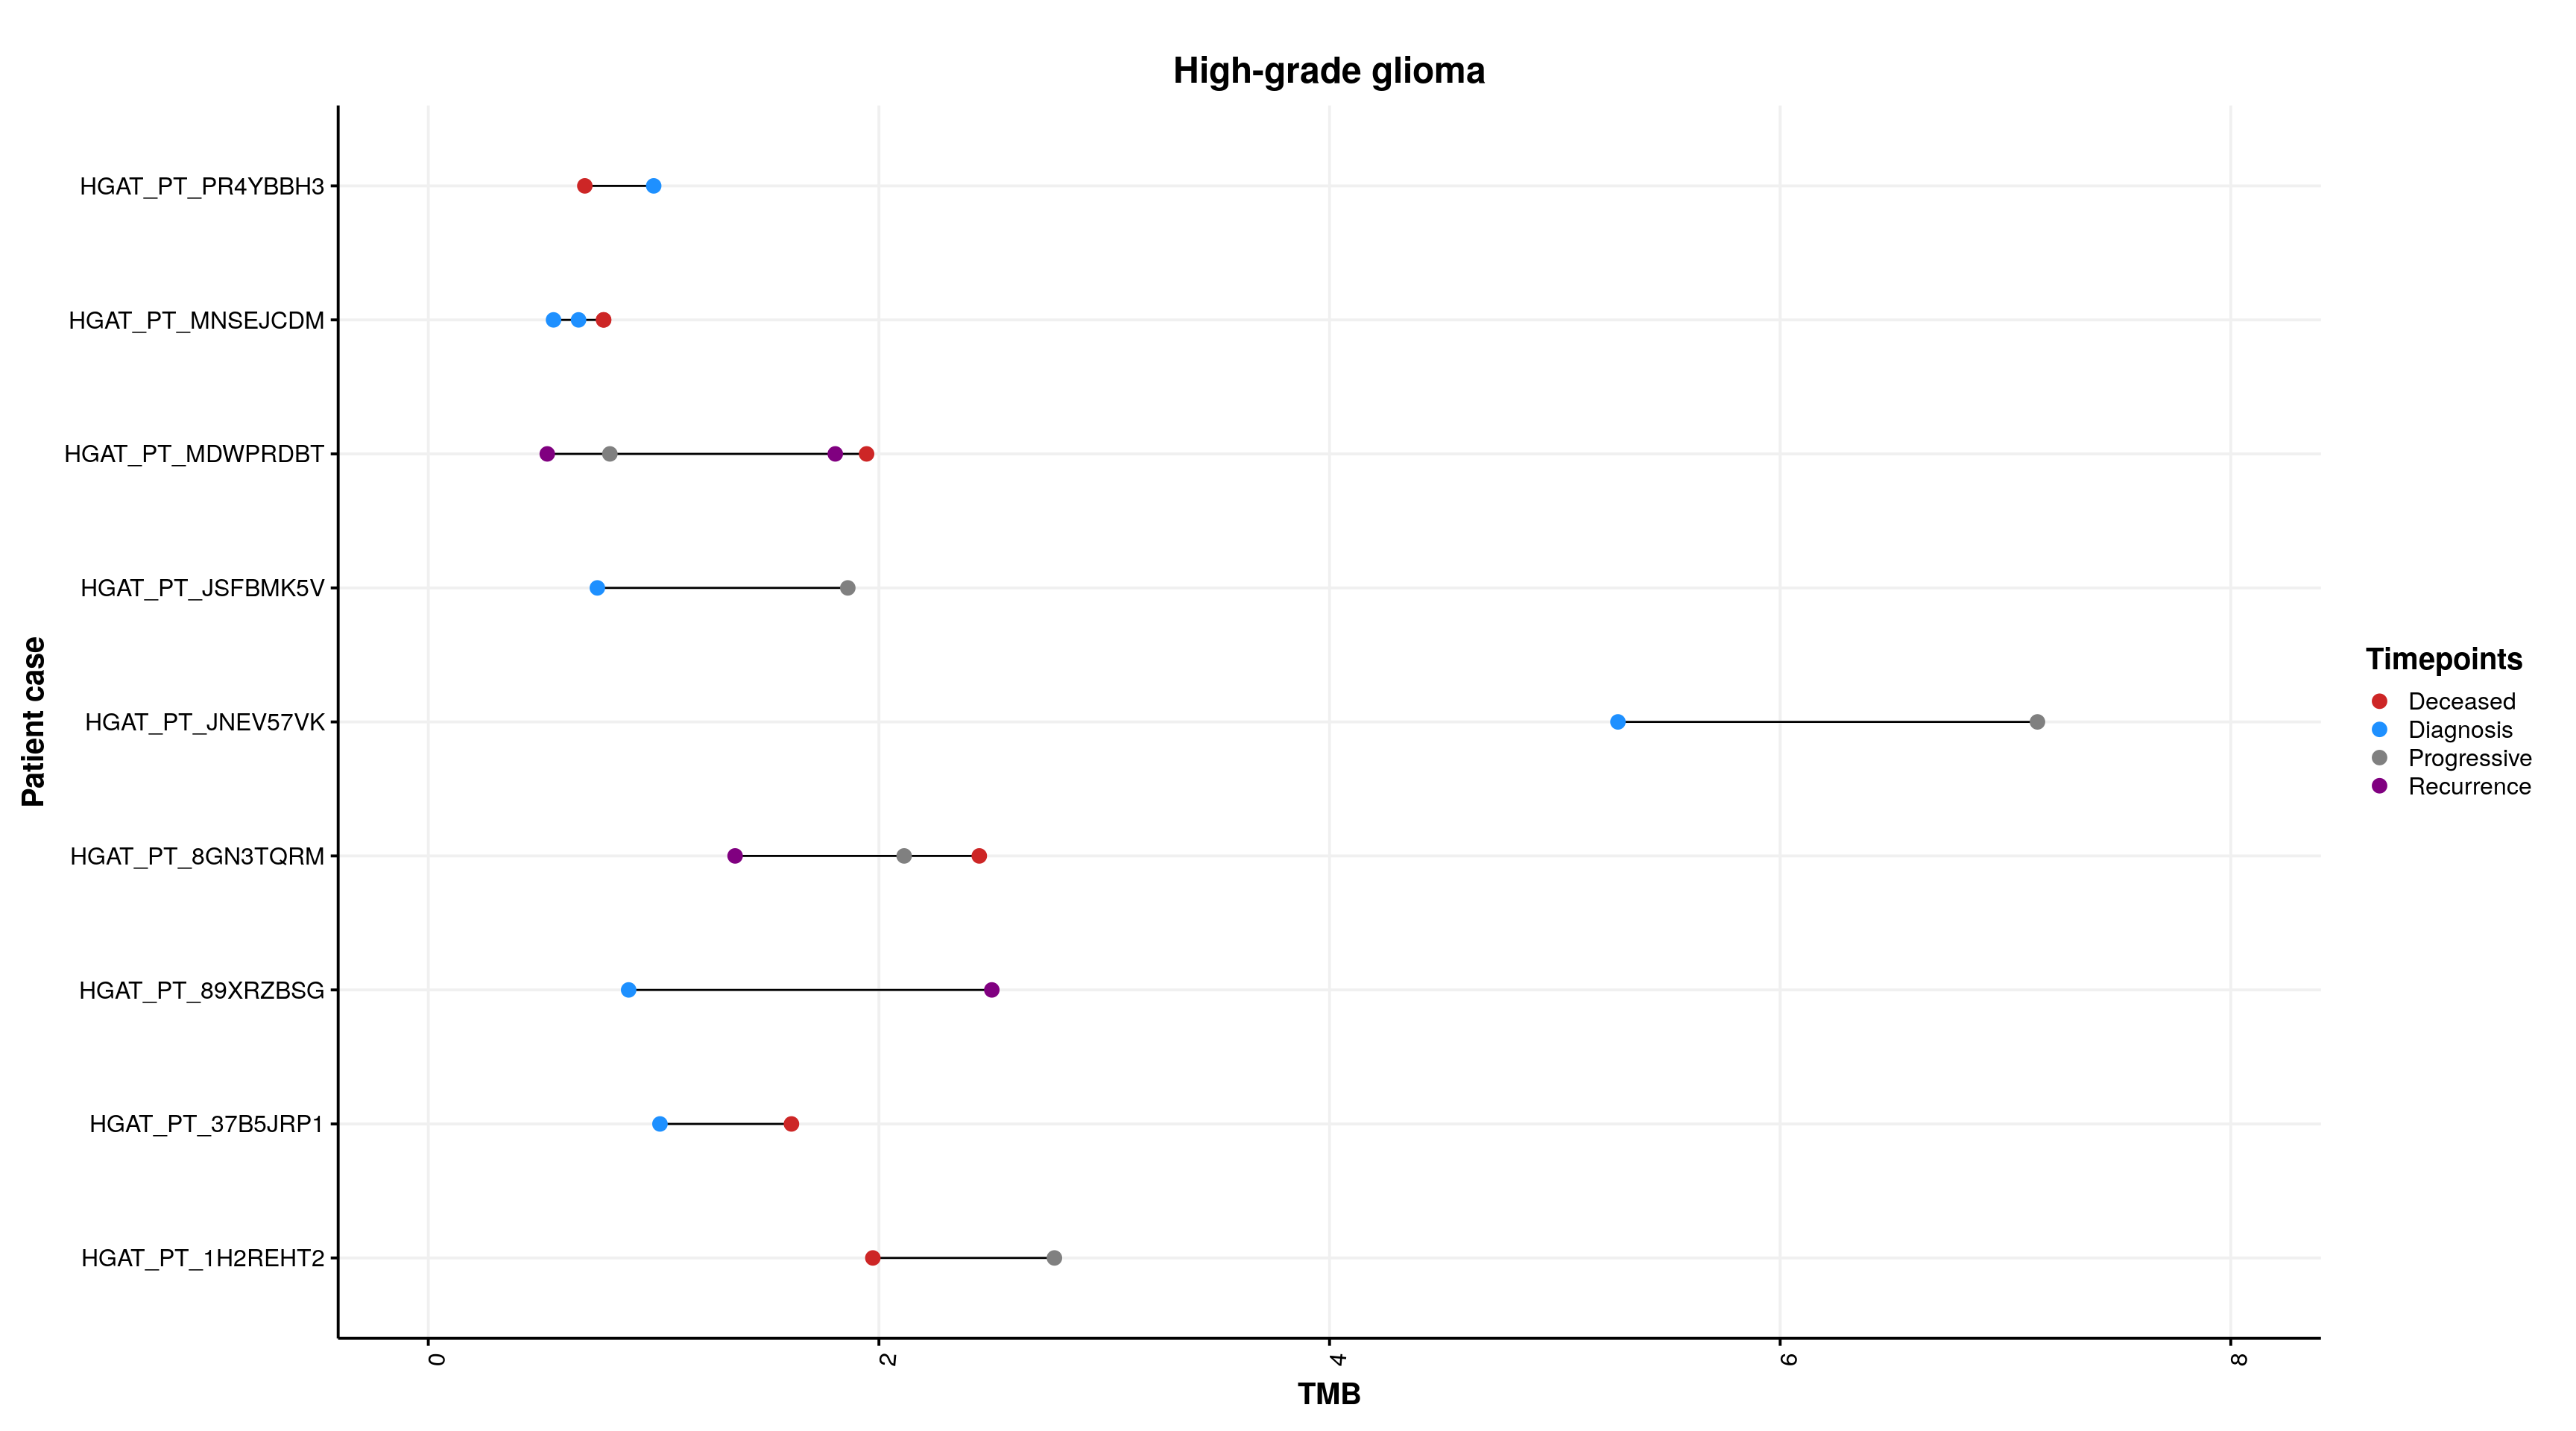 High-grade glioma
Patient case
HGAT_PT_PR4YBBH3
HGAT_PT_MNSEJCDM
HGAT_PT_MDWPRDBT
HGAT_PT_JSFBMK5V
HGAT_PT_JNEV57VK
HGAT_PT_8GN3TQRM
HGAT_PT_89XRZBSG
HGAT_PT_37B5JRP1
HGAT_PT_1H2REHT2
0 2 4 6 8
TMB
Timepoints
Deceased
Diagnosis
Progressive
Recurrence